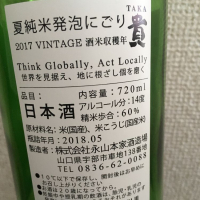 TAKA
夏純米発泡にごり 貴
2017 VINTAGE 酒米収穫年
Think Globally, Act Locally
世界を見据え、地に根ざし個を磨く
品目:
日本酒
内容量:720ml
アルコール分:14度
精米歩合:60%
原材料名:米(国産)、米こうじ(国産米)
瓶詰年月:2018.05
製造者:株式会社永山本家酒造場
山口県宇部市車地138番地
TEL 0836-62-0088